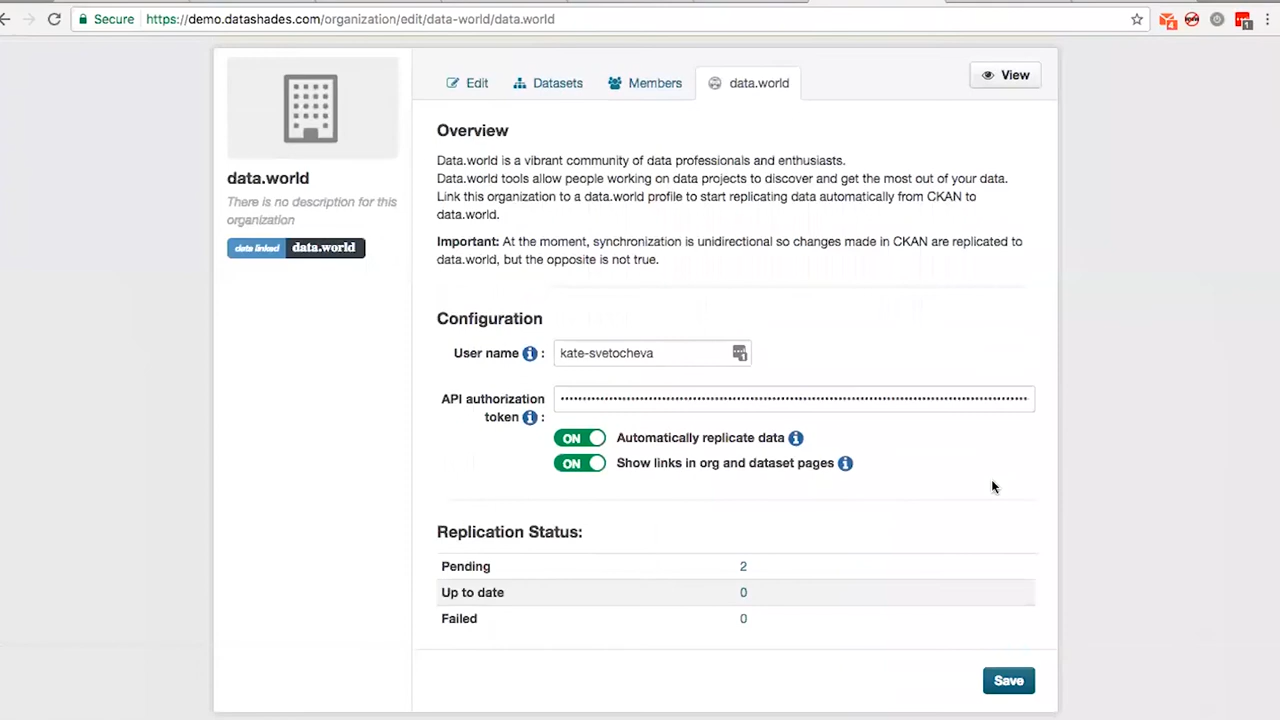 Secure https://demo.datashades.com/organization/edit/data-world/data.world
4
1
Edit Datasets Members data.world View
data.world
There is no description for this
organization
data linked data.world
Overview
Data.world is a vibrant community of data professionals and enthusiasts.
Data.world tools allow people working on data projects to discover and get the most out of your data.
Link this organization to a data.world profile to start replicating data automatically from CKAN to
data.world.
Important: At the moment, synchronization is unidirectional so changes made in CKAN are replicated to
data.world, but the opposite is not true.
Configuration
User name i : kate-svetocheva 1
API authorization
token i :
ON Automatically replicate data i
ON Show links in org and dataset pages i
Replication Status:
Pending 2
Up to date 0
Failed 0
Save